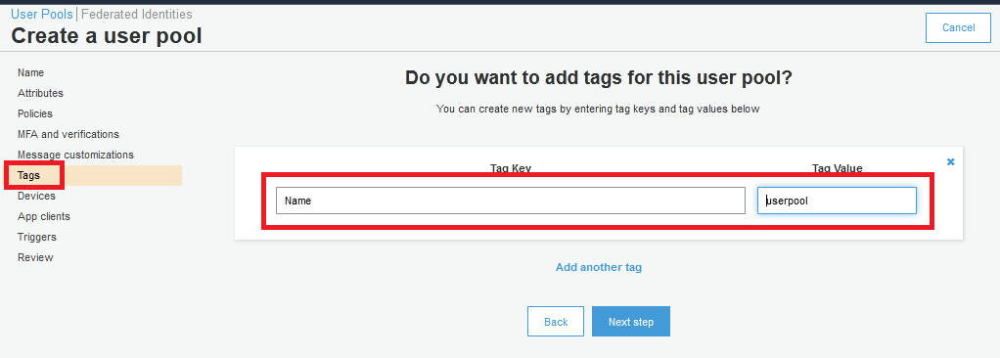 User Pools | Federated Identities
Create a user pool
Cancel
Name
Attributes
Policies
MFA and verifications
Message customizations
Tags
Devices
App clients
Triggers
Review
Do you want to add tags for this user pool?
You can create new tags by entering tag keys and tag values below
Tag Key Tag Value
Name userpool
Add another tag
Back Next step